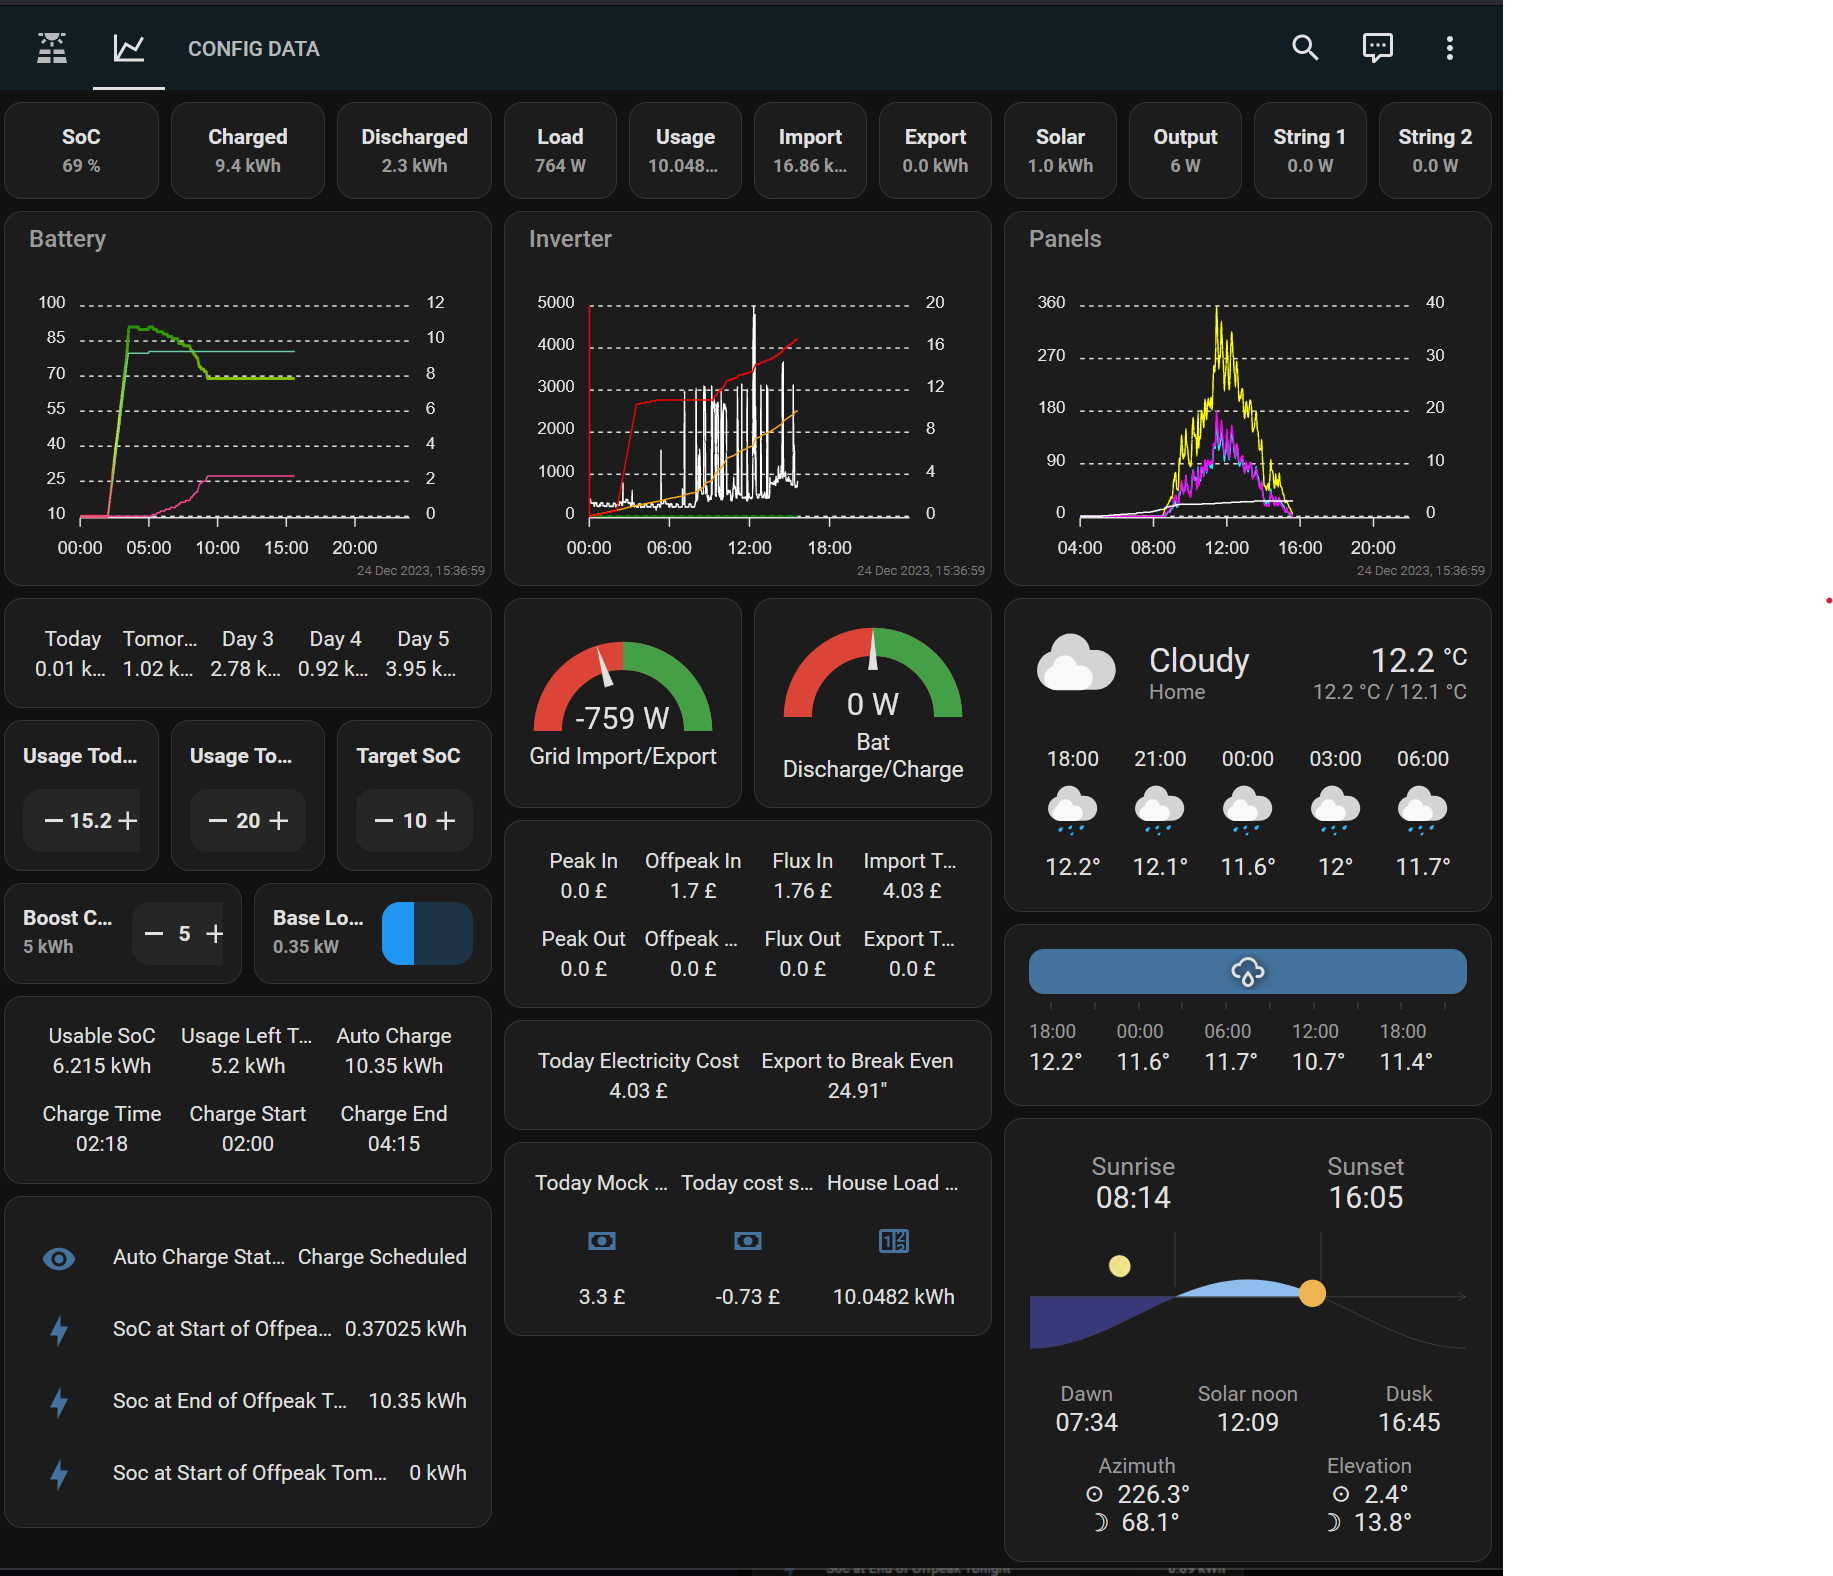 CONFIG DATA
SoC
69 %
Charged
9.4 kWh
Discharged
2.3 kWh
Load
764 W
Usage
10.048...
Import
16.86 k...
Export
0.0 kWh
Solar
1.0 kWh
Output
6 W
String 1
0.0 W
String 2
0.0 W
Battery
100
85
70
55
40
25
10
12
10
8
6
4
2
0
00:00 05:00 10:00 15:00 20:00
24 Dec 2023, 15:36:59
Inverter
5000
4000
3000
2000
1000
0
20
16
12
8
4
0
00:00 06:00 12:00 18:00
24 Dec 2023, 15:36:59
Panels
360
270
180
90
0
40
30
20
10
0
04:00 08:00 12:00 16:00 20:00
24 Dec 2023, 15:36:59
Today Tomor... Day 3 Day 4 Day 5
0.01 k... 1.02 k... 2.78 k... 0.92 k... 3.95 k...
Usage Tod...
− 15.2 +
Usage To...
− 20 +
Target SoC
− 10 +
Boost C...
5 kWh
− 5 +
Base Lo...
0.35 kW
Usable SoC Usage Left T... Auto Charge
6.215 kWh 5.2 kWh 10.35 kWh
Charge Time Charge Start Charge End
02:18 02:00 04:15
Auto Charge Stat... Charge Scheduled
SoC at Start of Offpea... 0.37025 kWh
Soc at End of Offpeak T... 10.35 kWh
Soc at Start of Offpeak Tom... 0 kWh
-759 W
Grid Import/Export
0 W
Bat
Discharge/Charge
Peak In Offpeak In Flux In Import T...
0.0 £ 1.7 £ 1.76 £ 4.03 £
Peak Out Offpeak ... Flux Out Export T...
0.0 £ 0.0 £ 0.0 £ 0.0 £
Today Electricity Cost Export to Break Even
4.03 £ 24.91"
Today Mock ... Today cost s... House Load ...
3.3 £ -0.73 £ 10.0482 kWh
Cloudy
Home
12.2 °C
12.2 °C / 12.1 °C
18:00 21:00 00:00 03:00 06:00
12.2° 12.1° 11.6° 12° 11.7°
18:00 00:00 06:00 12:00 18:00
12.2° 11.6° 11.7° 10.7° 11.4°
Sunrise Sunset
08:14 16:05
Dawn Solar noon Dusk
07:34 12:09 16:45
Azimuth Elevation
226.3° 2.4°
68.1° 13.8°
Soc at End of Offpeak Tonight